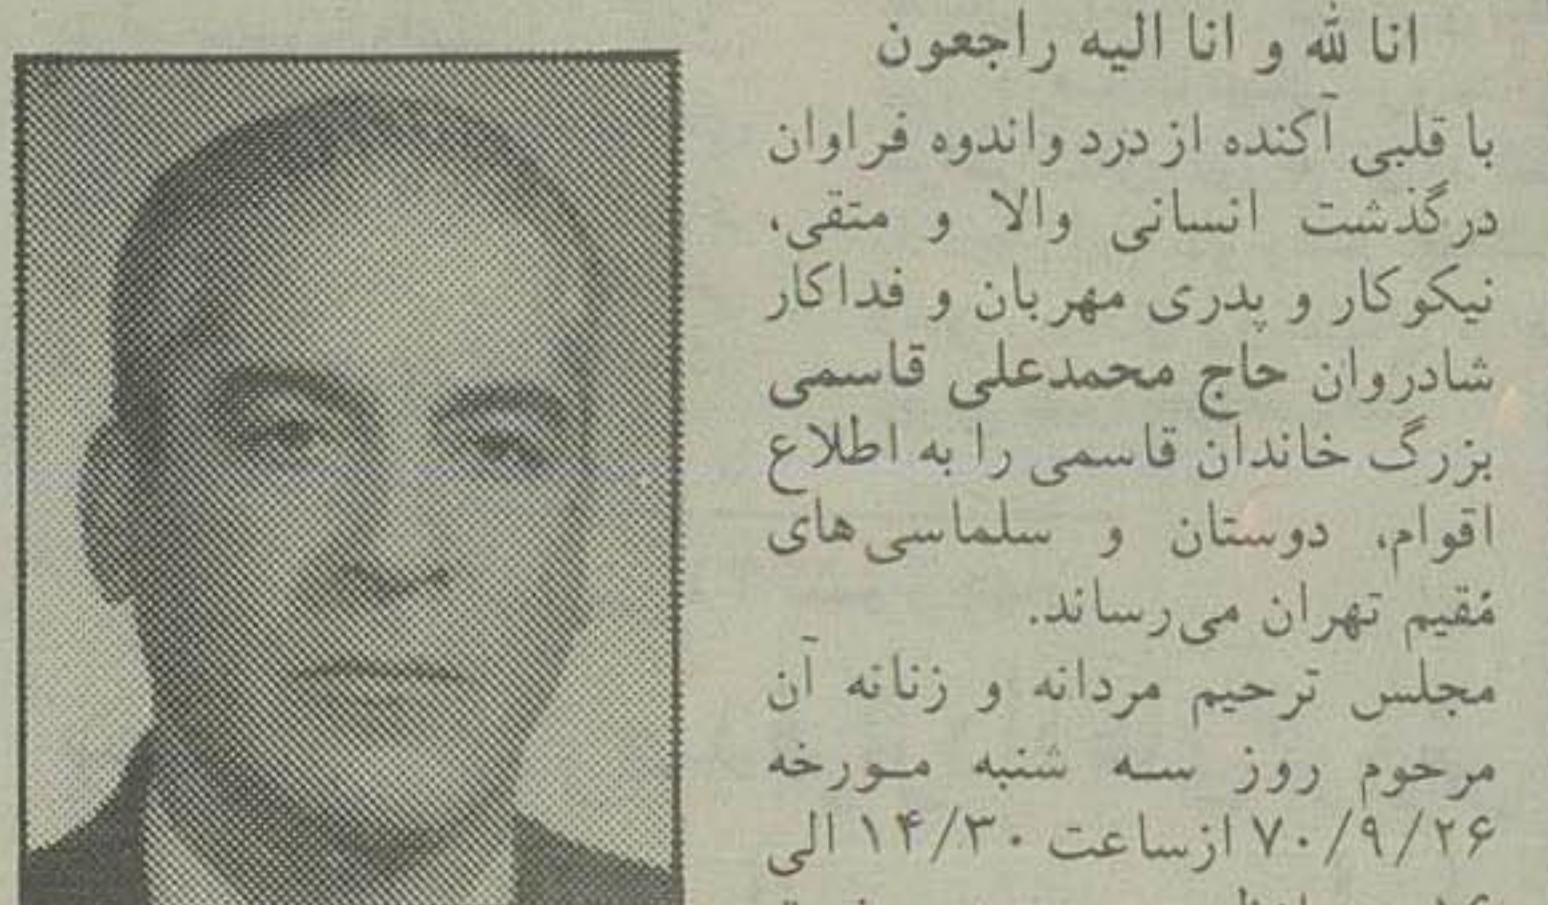 انا لله و انا الیه راجعون
با قلبی آکنده از درد واندوه فراوان
درگذشت انسانی والا و متقی،
نیکوکار و پدری مهربان و فداکار
شادروان حاج محمدعلی قاسمی
بزرگ خاندان قاسمی را به اطلاع
اقوام، دوستان و سلماسی‌های
مُقیم تهران می‌رساند.
مجلس ترحیم مردانه و زنانه آن
مرحوم روز سه شنبه مورخه
۷۰/۹/۲۶ ازساعت ۱۴/۳۰ الی